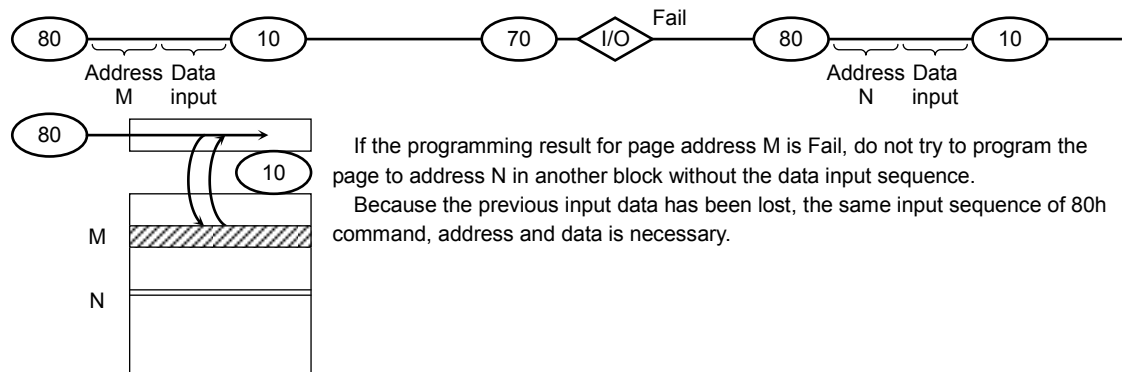 Fail
80 10 70 I/O 80 10
Address Data Address Data
M input N input
80
If the programming result for page address M is Fail, do not try to program the
page to address N in another block without the data input sequence.
10
Because the previous input data has been lost, the same input sequence of 80h
command, address and data is necessary.
M
N